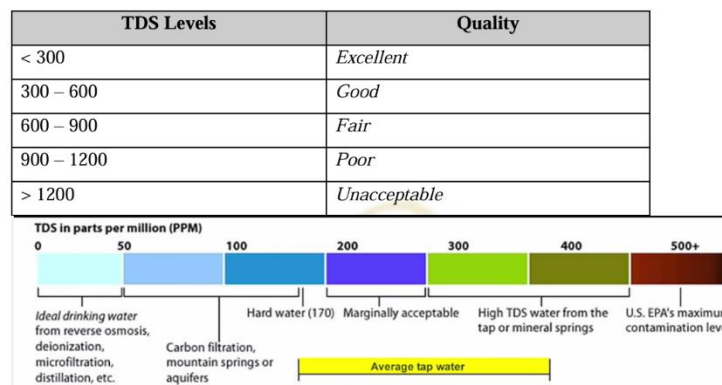 TDS Levels Quality
< 300 Excellent
300 – 600 Good
600 – 900 Fair
900 – 1200 Poor
> 1200 Unacceptable
TDS in parts per million (PPM)
0 50 100 200 300 400 500+
Ideal drinking water
from reverse osmosis,
deionization,
microfiltration,
distillation, etc.
Carbon filtration,
mountain springs or
aquifers
Hard water (170)
Marginally acceptable
High TDS water from the
tap or mineral springs
U.S. EPA's maximum
contamination leve
Average tap water